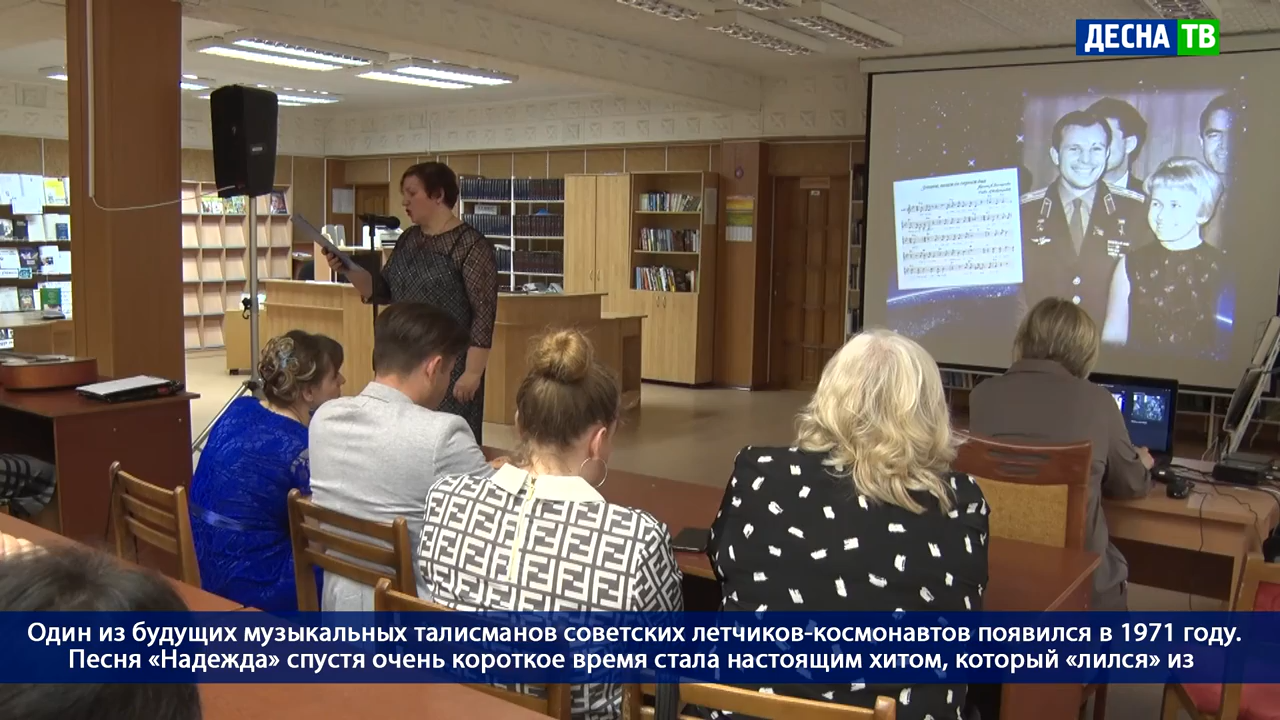 ДЕСНА ТВ
Один из будущих музыкальных талисманов советских летчиков-космонавтов появился в 1971 году.
Песня «Надежда» спустя очень короткое время стала настоящим хитом, который «лился» из